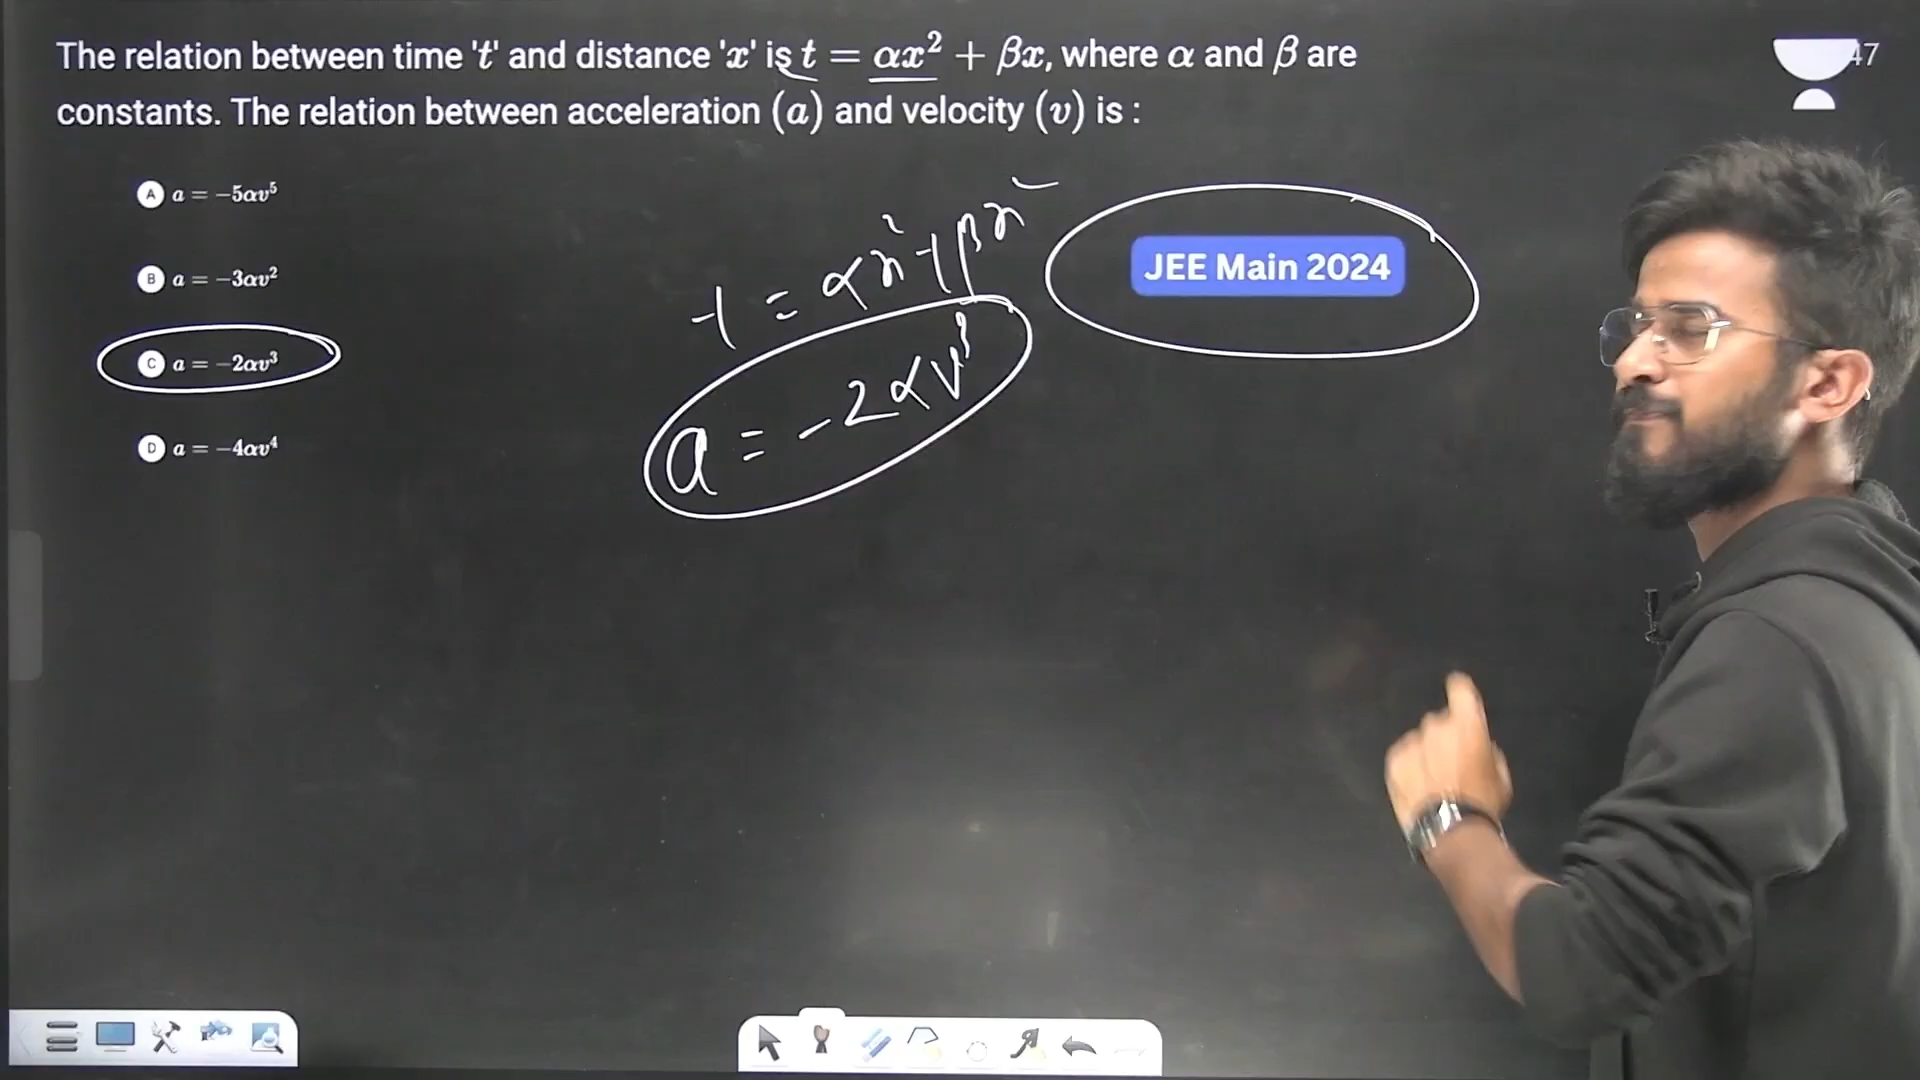 The relation between time 't' and distance 'x' is t = αx² + βx, where α and β are
constants. The relation between acceleration (a) and velocity (v) is :
47
A a = −5αv⁵
B a = −3αv²
C a = −2αv³
D a = −4αv⁴
t = αx² + βx
JEE Main 2024
a = -2αv³